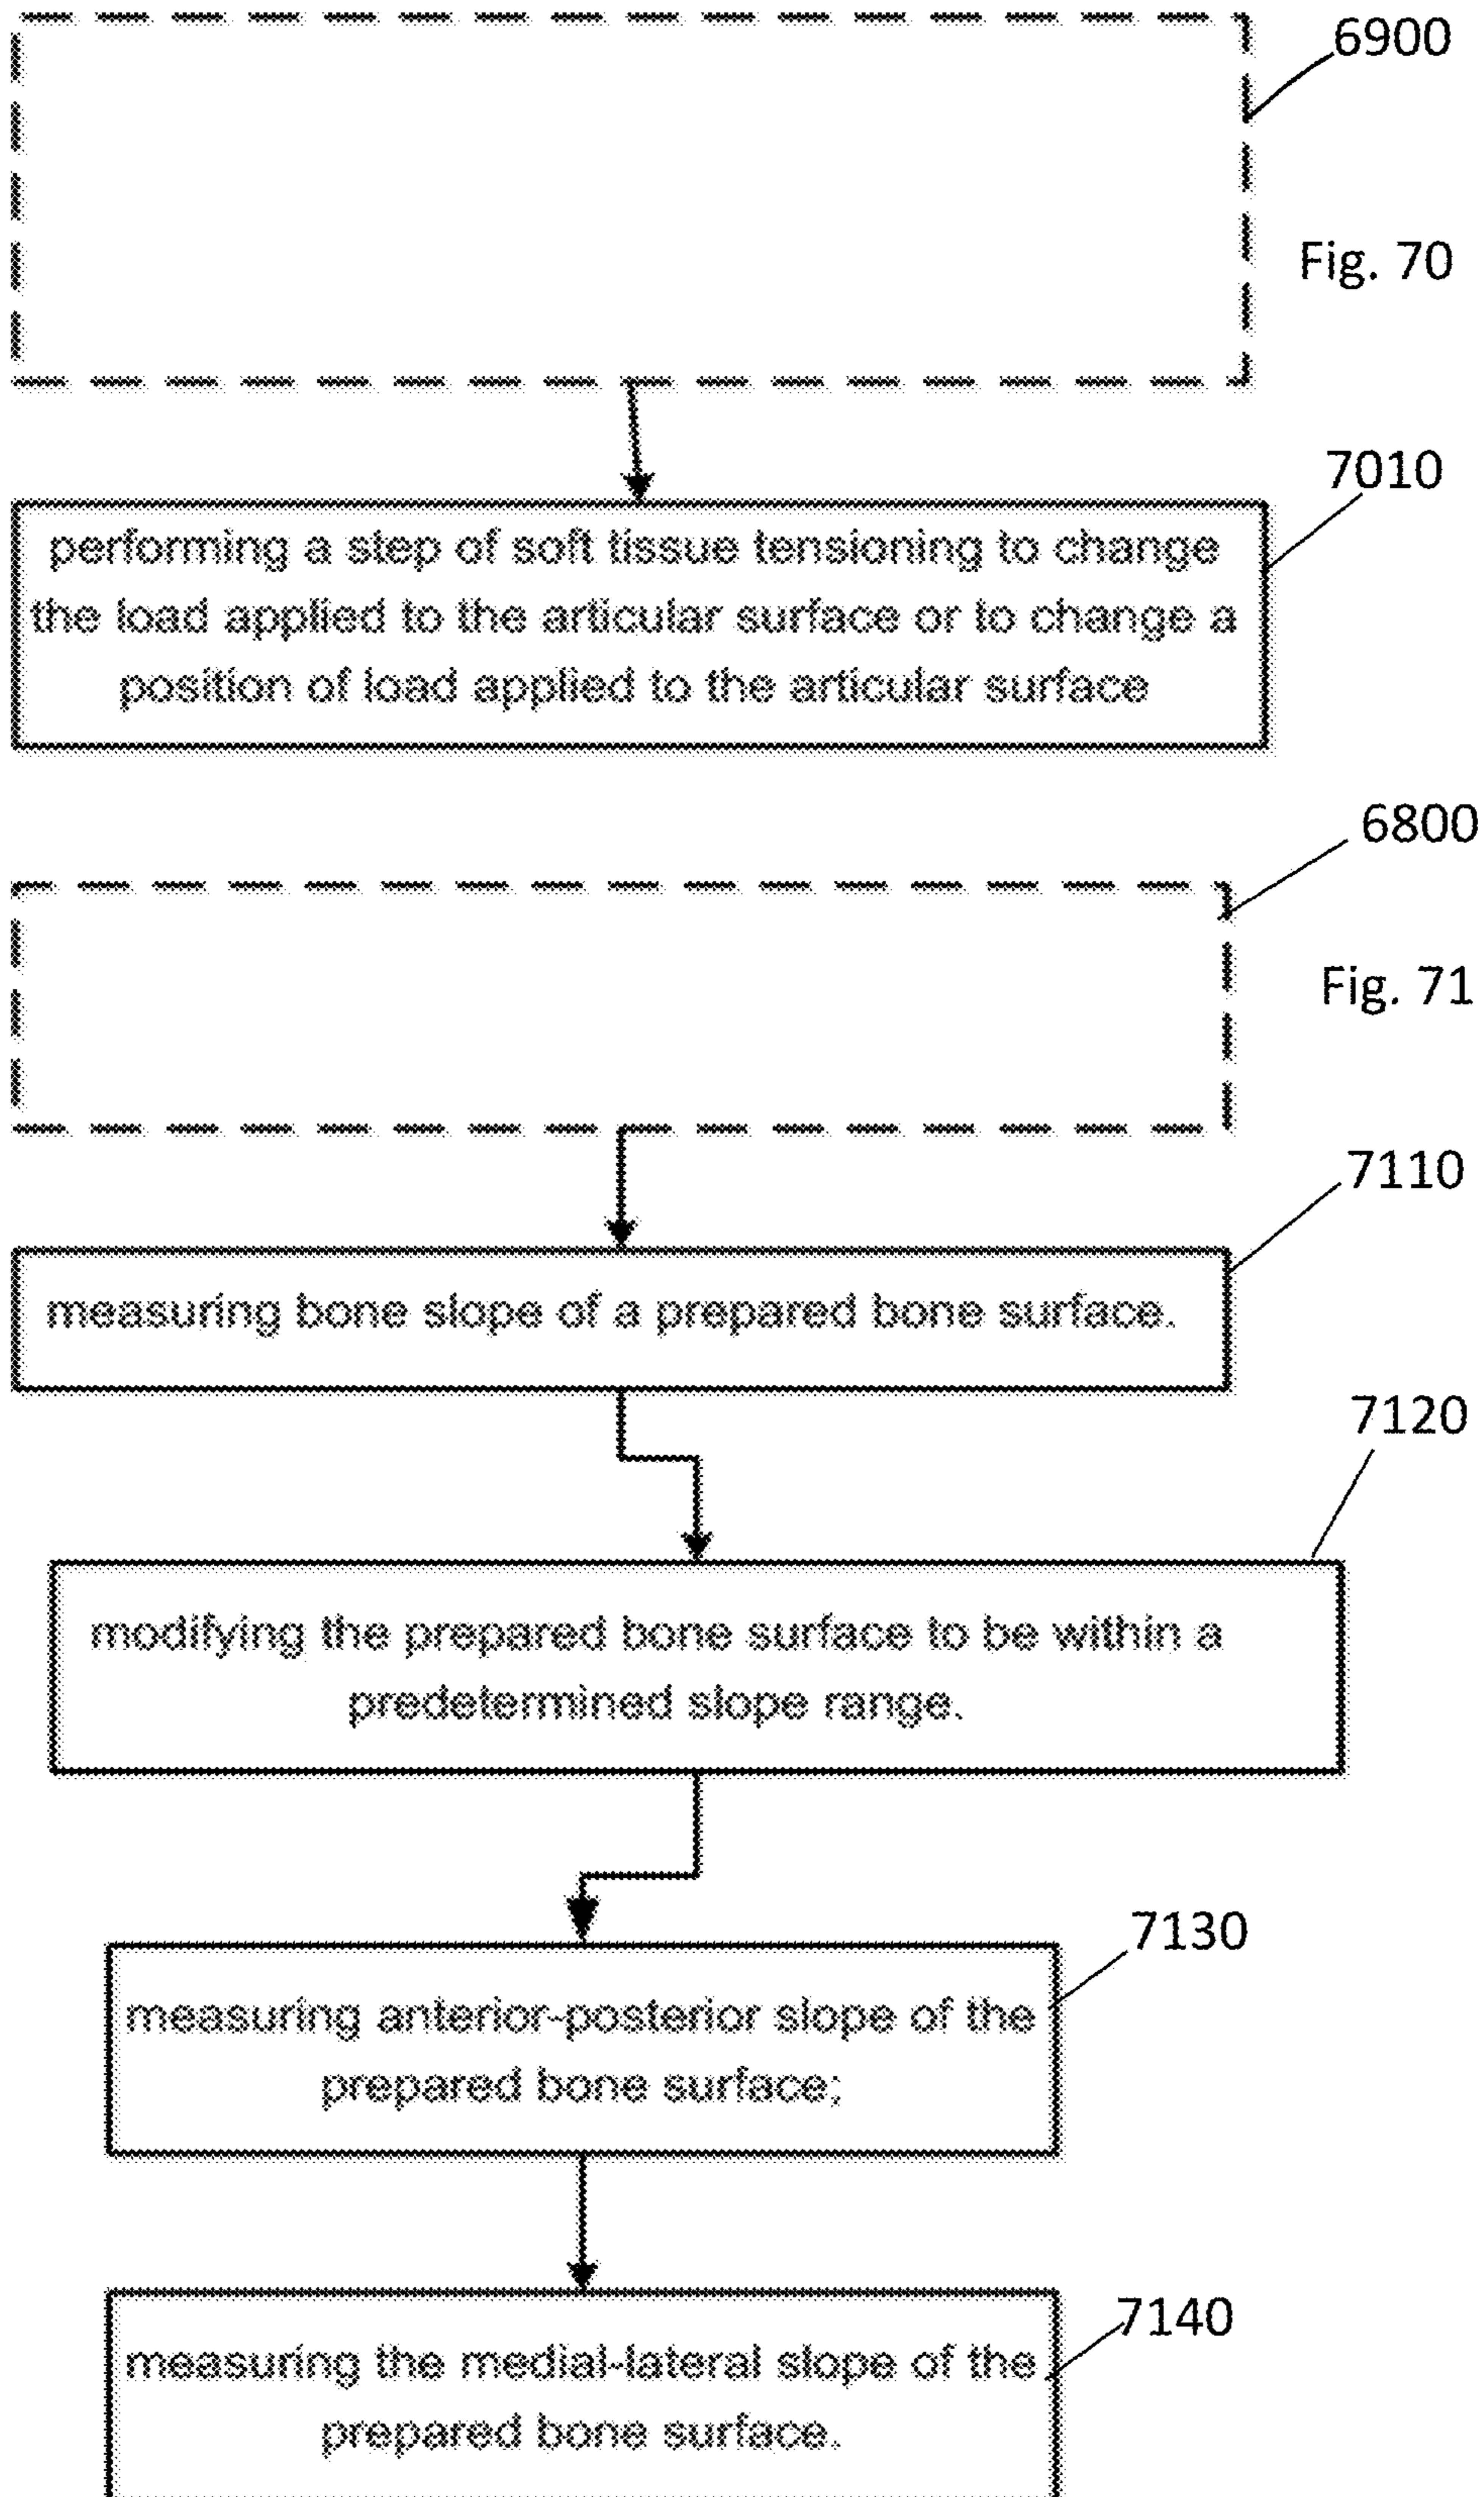 6900
Fig. 70
7010
performing a step of soft tissue tensioning to change
the load applied to the articular surface or to change a
position of load applied to the articular surface
6800
Fig. 71
7110
measuring bone slope of a prepared bone surface.
7120
modifying the prepared bone surface to be within a
predetermined slope range.
7130
measuring anterior-posterior slope of the
prepared bone surface;
7140
measuring the medial-lateral slope of the
prepared bone surface.